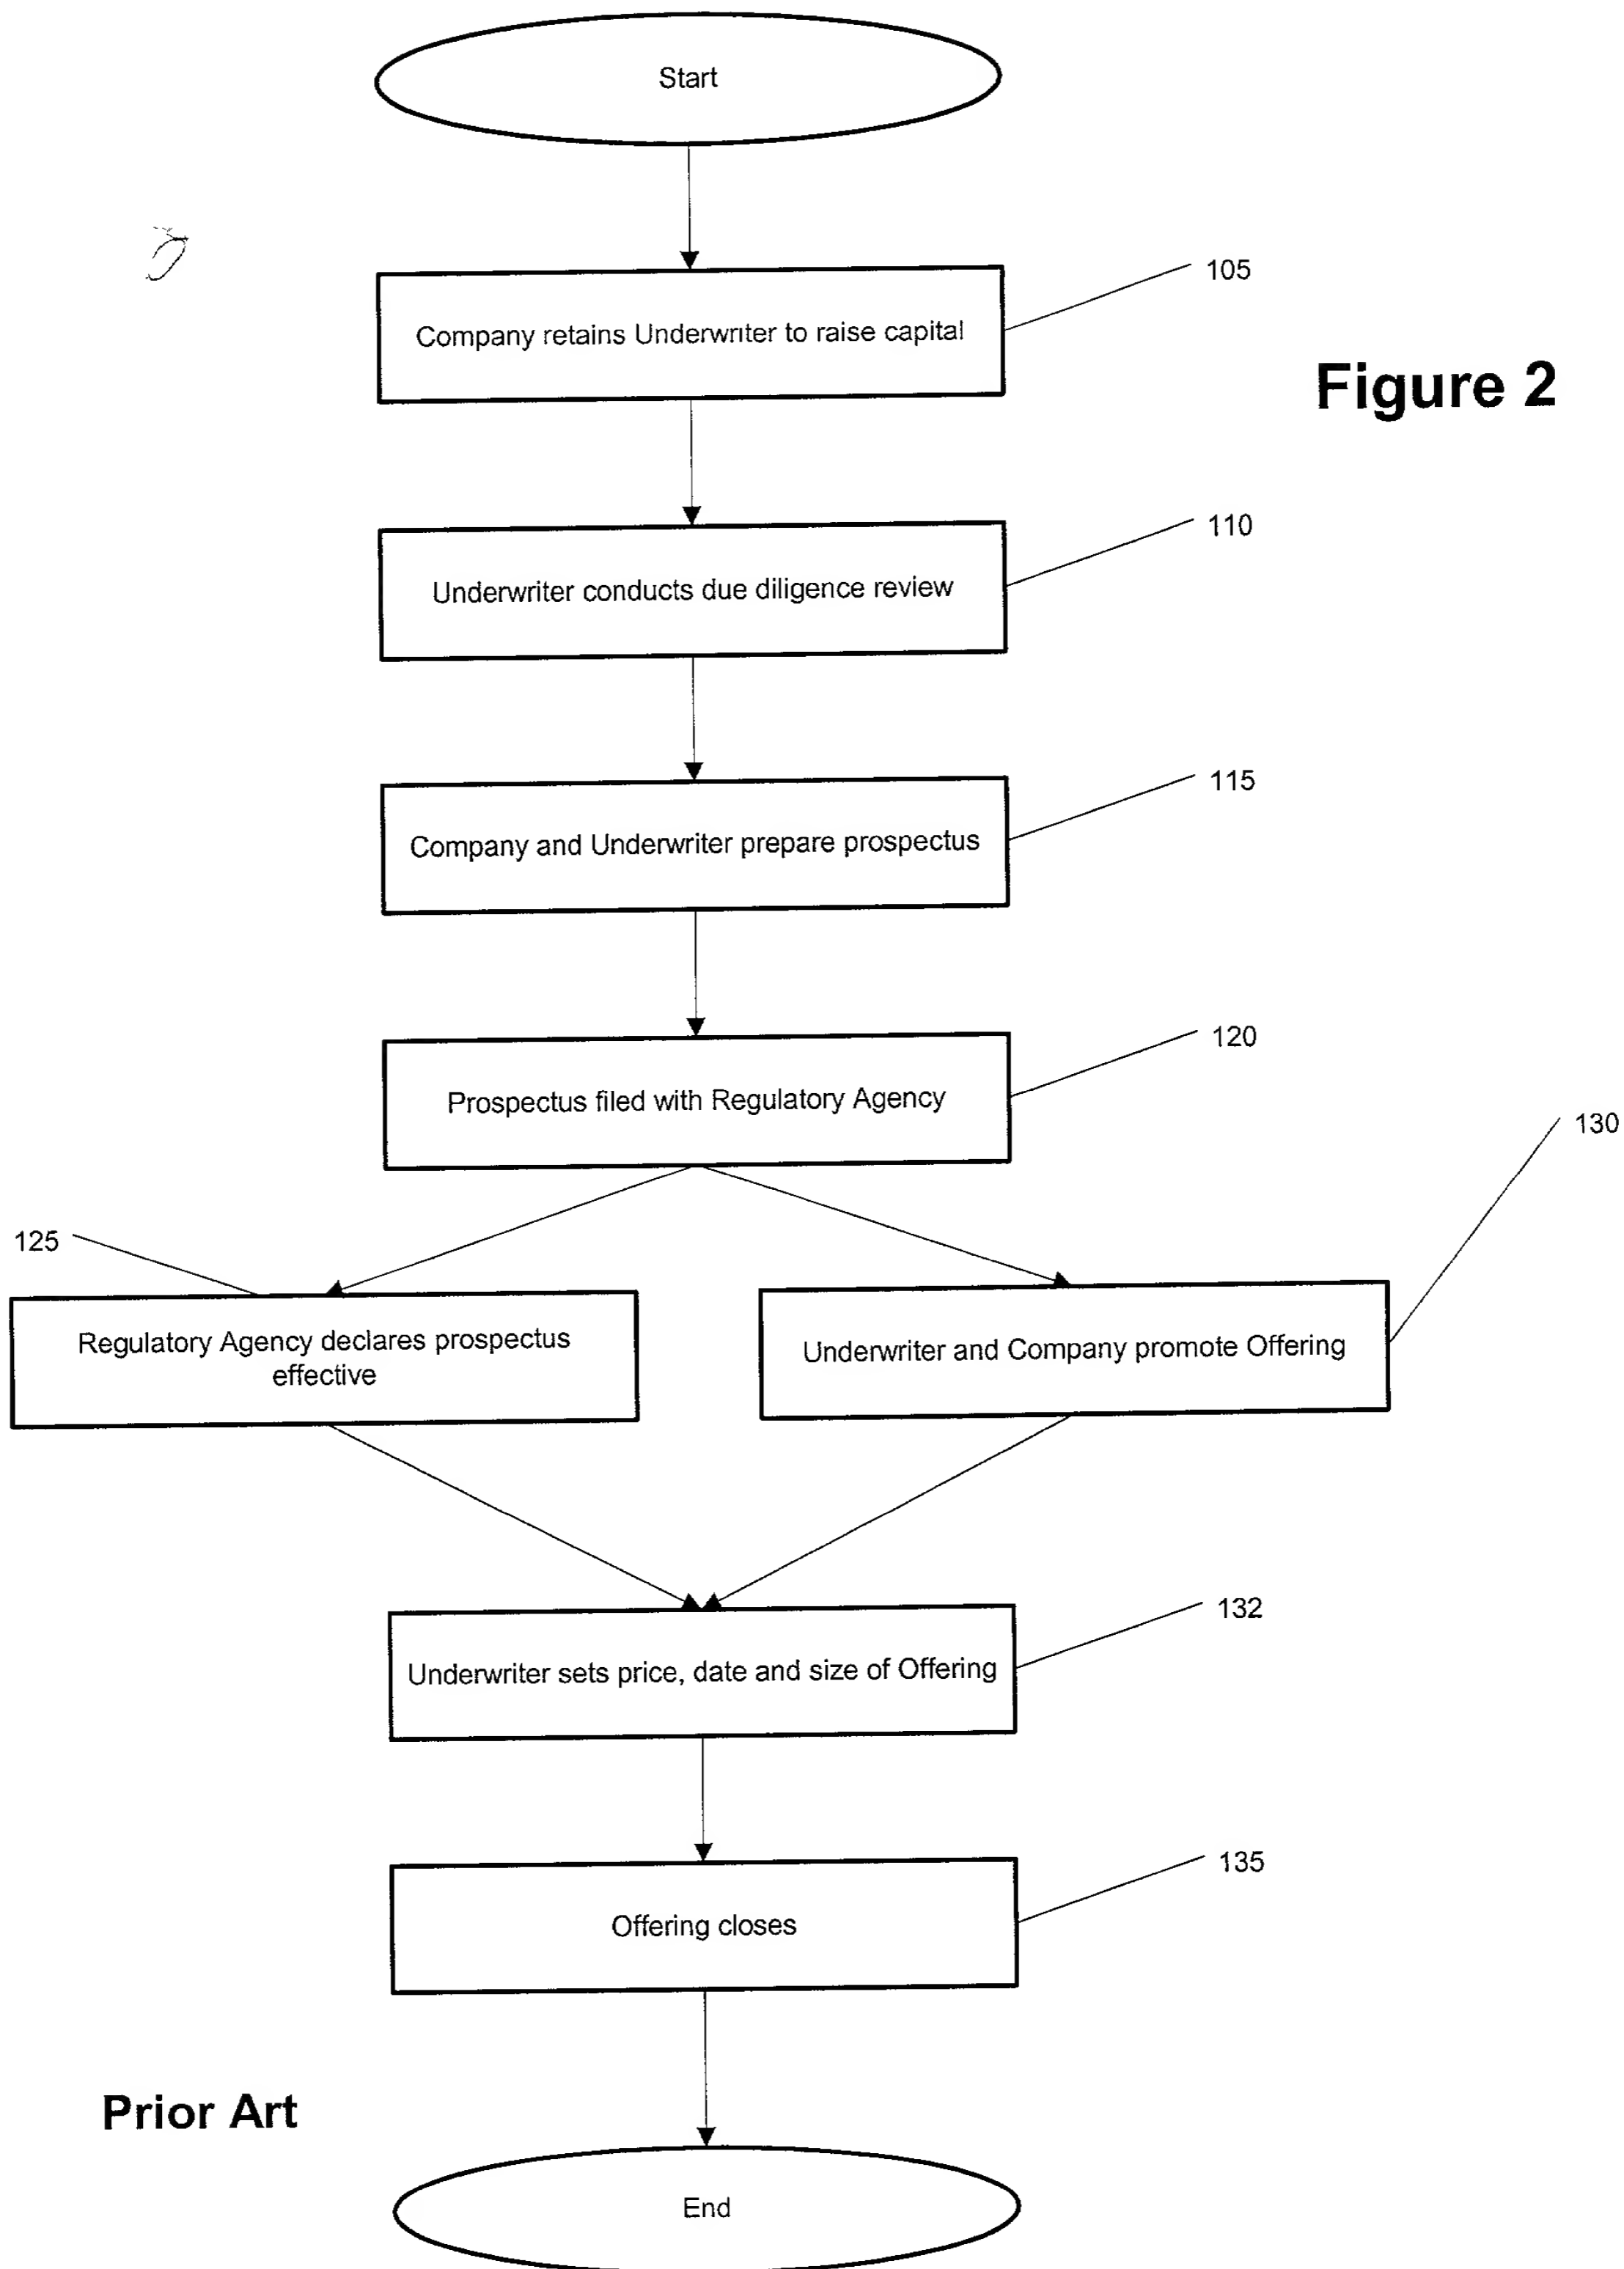 Start
105
Company retains Underwriter to raise capital
Figure 2
110
Underwriter conducts due diligence review
115
Company and Underwriter prepare prospectus
120
Prospectus filed with Regulatory Agency
130
125
Regulatory Agency declares prospectus
effective
Underwriter and Company promote Offering
132
Underwriter sets price, date and size of Offering
135
Offering closes
Prior Art
End